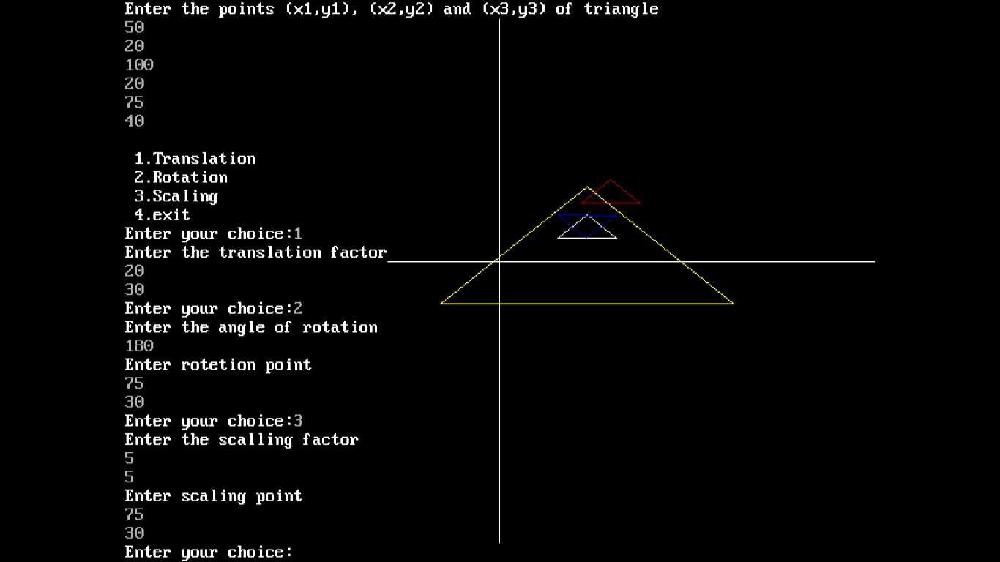 Enter the points (x1,y1), (x2,y2) and (x3,y3) of triangle
50
20
100
20
75
40
1.Translation
2.Rotation
3.Scaling
4.exit
Enter your choice:1
Enter the translation factor
20
30
Enter your choice:2
Enter the angle of rotation
180
Enter rotetion point
75
30
Enter your choice:3
Enter the scalling factor
5
5
Enter scaling point
75
30
Enter your choice: